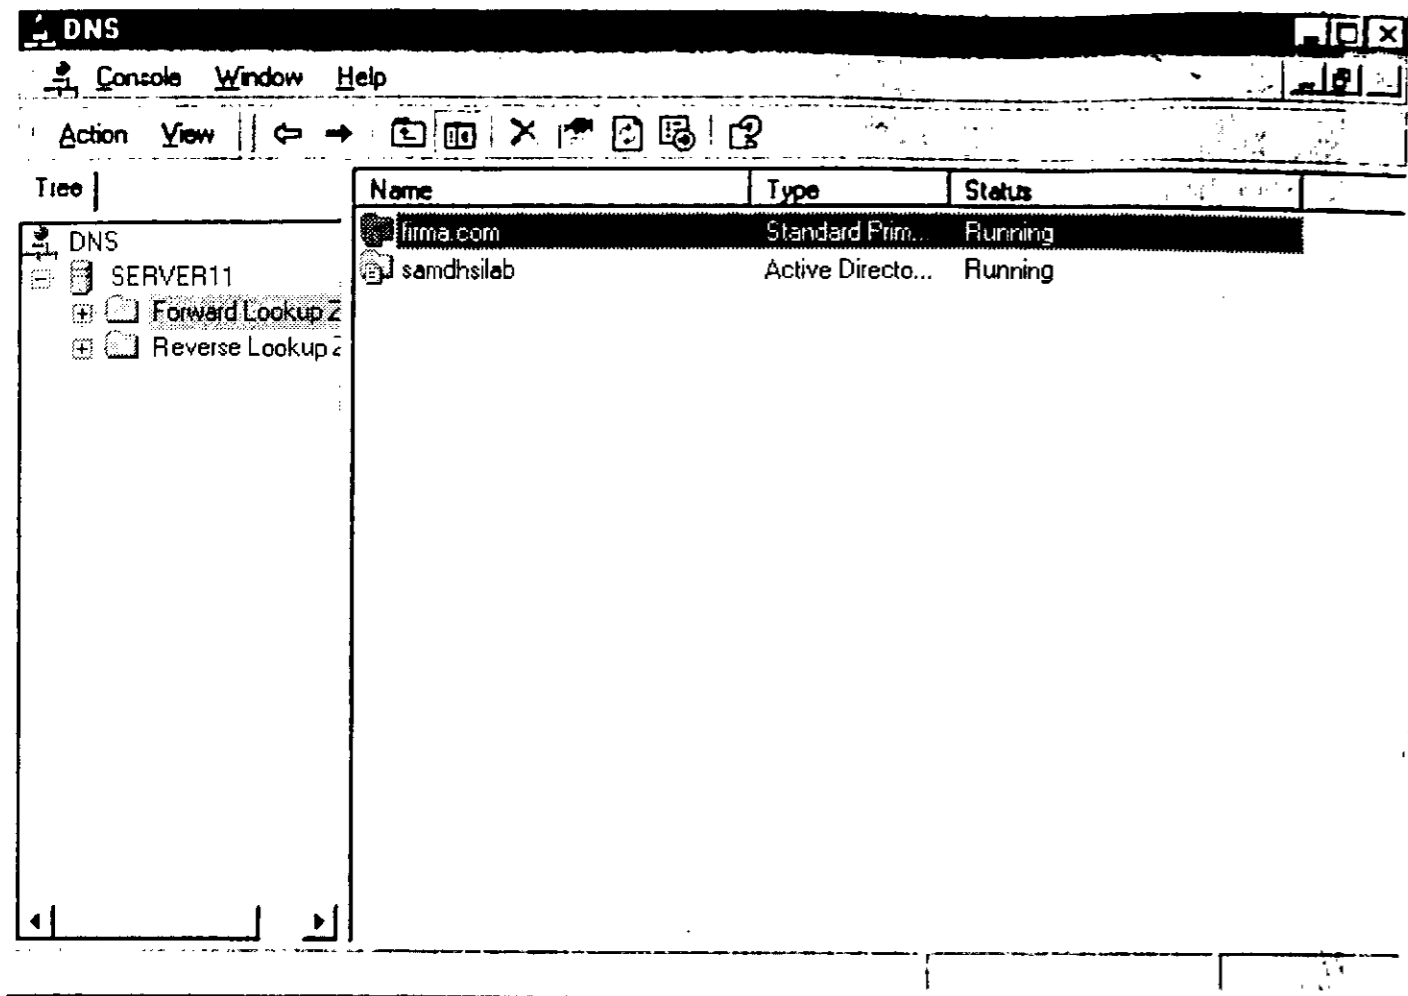 DNS
Console Window Help
Action View
Tree
Name Type Status
DNS
SERVER11
Forward Lookup Z
Reverse Lookup Z
firma.com Standard Prim... Running
samdhsilab Active Directo... Running